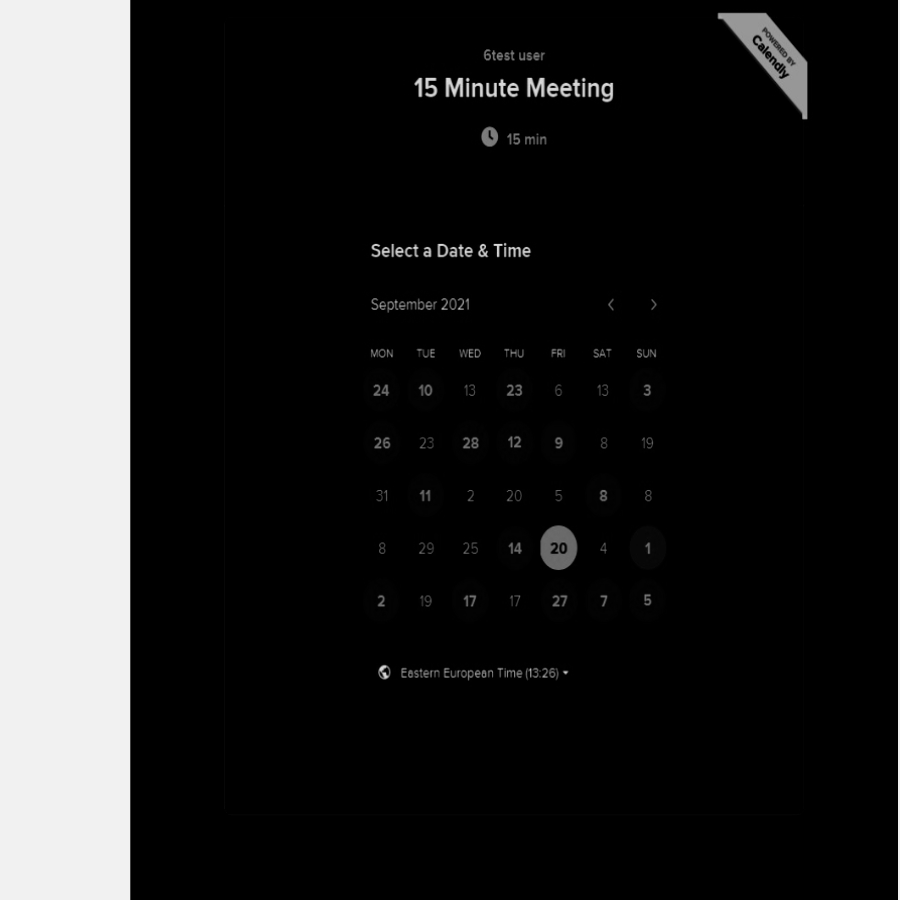 POWERED BY
Calendly
6test user
15 Minute Meeting
15 min
Select a Date & Time
September 2021
MON TUE WED THU FRI SAT SUN
24 10 13 23 6 13 3
26 23 28 12 9 8 19
31 11 2 20 5 8 8
8 29 25 14 20 4 1
2 19 17 17 27 7 5
Eastern European Time (13:26)